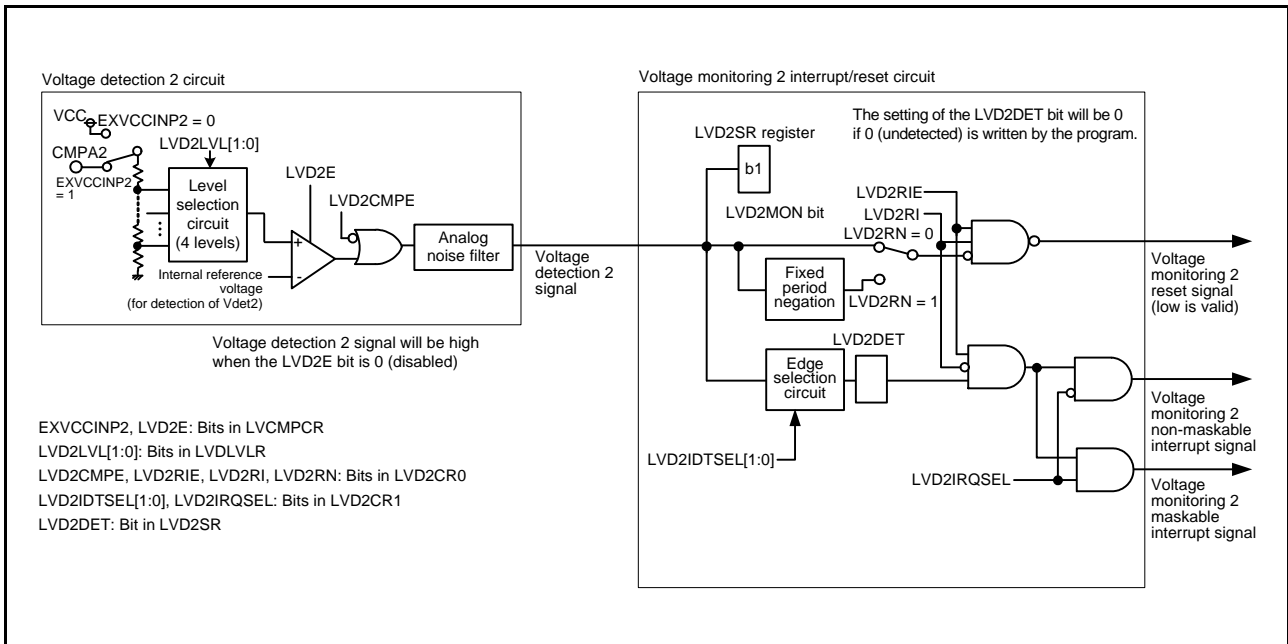 Voltage detection 2 circuit
VCC
EXVCCINP2 = 0
CMPA2
EXVCCINP2
= 1
LVD2LVL[1:0]
Level
selection
circuit
(4 levels)
Internal reference
voltage
(for detection of Vdet2)
+
-
LVD2E
LVD2CMPE
Analog
noise filter
Voltage
detection 2
signal
Voltage detection 2 signal will be high
when the LVD2E bit is 0 (disabled)
Voltage monitoring 2 interrupt/reset circuit
The setting of the LVD2DET bit will be 0
if 0 (undetected) is written by the program.
LVD2SR register
b1
LVD2MON bit
LVD2RIE
LVD2RI
LVD2RN = 0
Fixed
period
negation
LVD2RN = 1
Voltage
monitoring 2
reset signal
(low is valid)
LVD2DET
Edge
selection
circuit
LVD2IDTSEL[1:0]
LVD2IRQSEL
Voltage
monitoring 2
non-maskable
interrupt signal
Voltage
monitoring 2
maskable
interrupt signal
EXVCCINP2, LVD2E: Bits in LVCMPCR
LVD2LVL[1:0]: Bits in LVDLVLR
LVD2CMPE, LVD2RIE, LVD2RI, LVD2RN: Bits in LVD2CR0
LVD2IDTSEL[1:0], LVD2IRQSEL: Bits in LVD2CR1
LVD2DET: Bit in LVD2SR